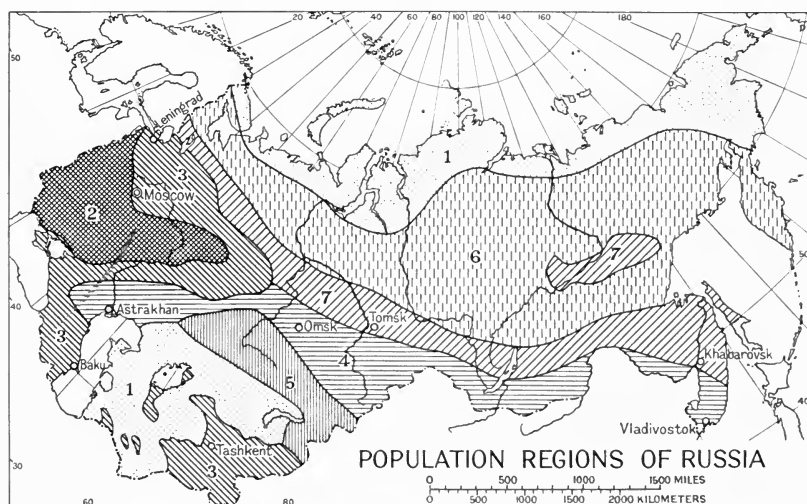 20 40 60 80 100 120 140 160 180
50
Leningrad
1
3
Moscow
2
6
7
50
40
Astrakhan
7
Tomsk
Omsk
3
4
Khabarovsk
Baku
5
1
40
Vladivostok
Tashkent
3
POPULATION REGIONS OF RUSSIA
30
0 500 1000 1500 MILES
0 500 1000 1500 2000 KILOMETERS
60 80